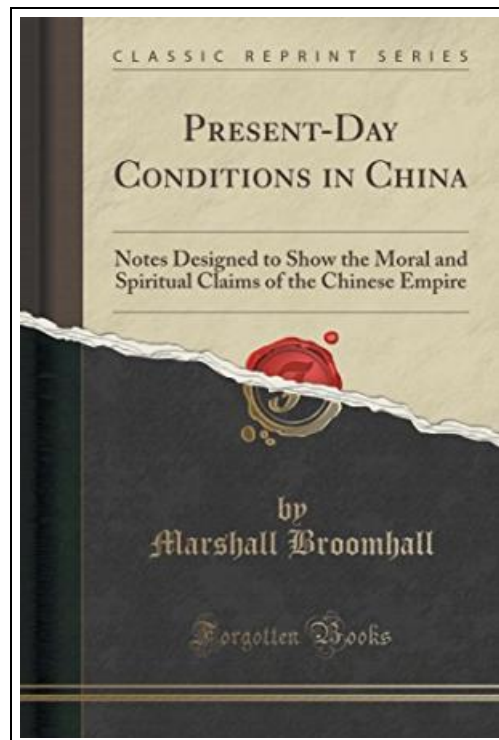 CLASSIC REPRINT SERIES
PRESENT-DAY
CONDITIONS IN CHINA
Notes Designed to Show the Moral and
Spiritual Claims of the Chinese Empire
by
Marshall Broomhall
Forgotten Books